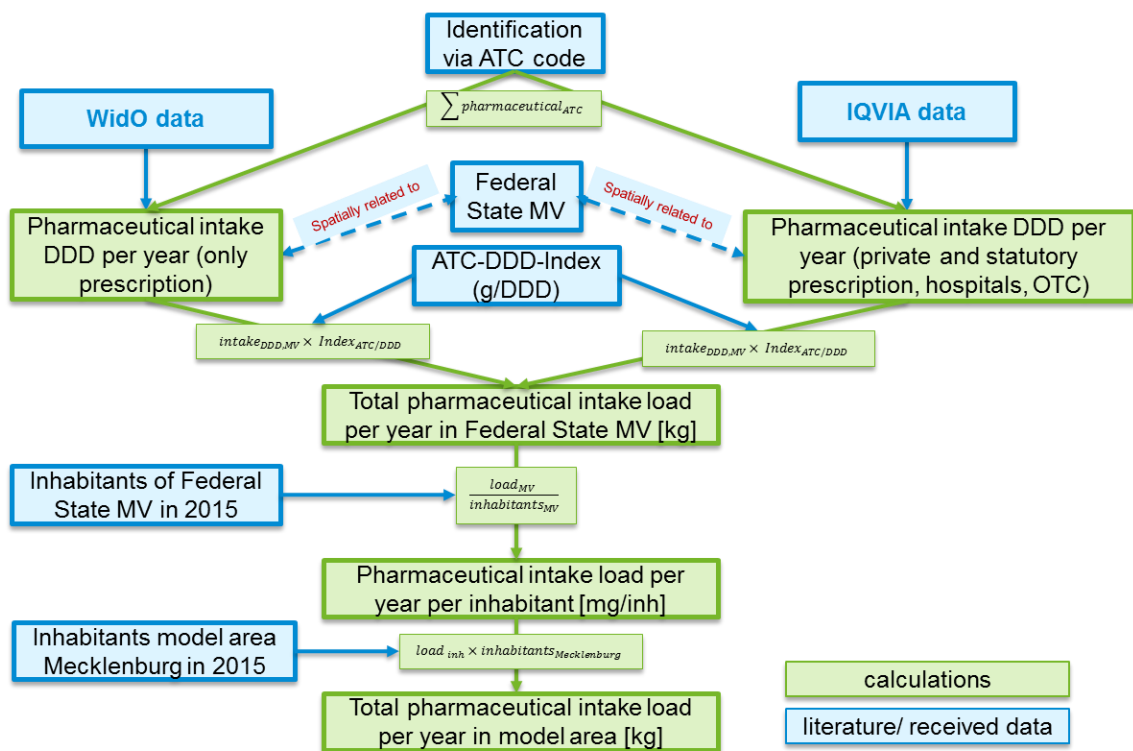 Identification
via ATC code
∑ pharmaceutical_ATC
WidO data
IQVIA data
Federal
State MV
Spatially related to
Spatially related to
Pharmaceutical intake
DDD per year (only
prescription)
Pharmaceutical intake DDD per
year (private and statutory
prescription, hospitals, OTC)
ATC-DDD-Index
(g/DDD)
intake_DDD,MV × Index_ATC/DDD
intake_DDD,MV × Index_ATC/DDD
Total pharmaceutical intake load
per year in Federal State MV [kg]
Inhabitants of Federal
State MV in 2015
load_MV
inhabitants_MV
Pharmaceutical intake load per
year per inhabitant [mg/inh]
Inhabitants model area
Mecklenburg in 2015
load_inh × inhabitants_Mecklenburg
Total pharmaceutical intake load
per year in model area [kg]
calculations
literature/ received data